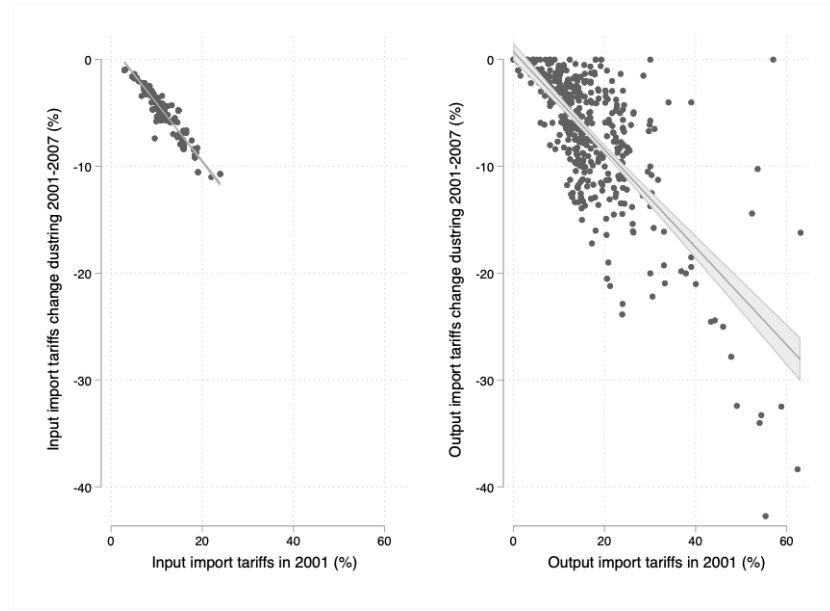 Input import tariffs change dustring 2001-2007 (%)
0
-10
-20
-30
-40
0 20 40 60
Input import tariffs in 2001 (%)
Output import tariffs change dustring 2001-2007 (%)
0
-10
-20
-30
-40
0 20 40 60
Output import tariffs in 2001 (%)